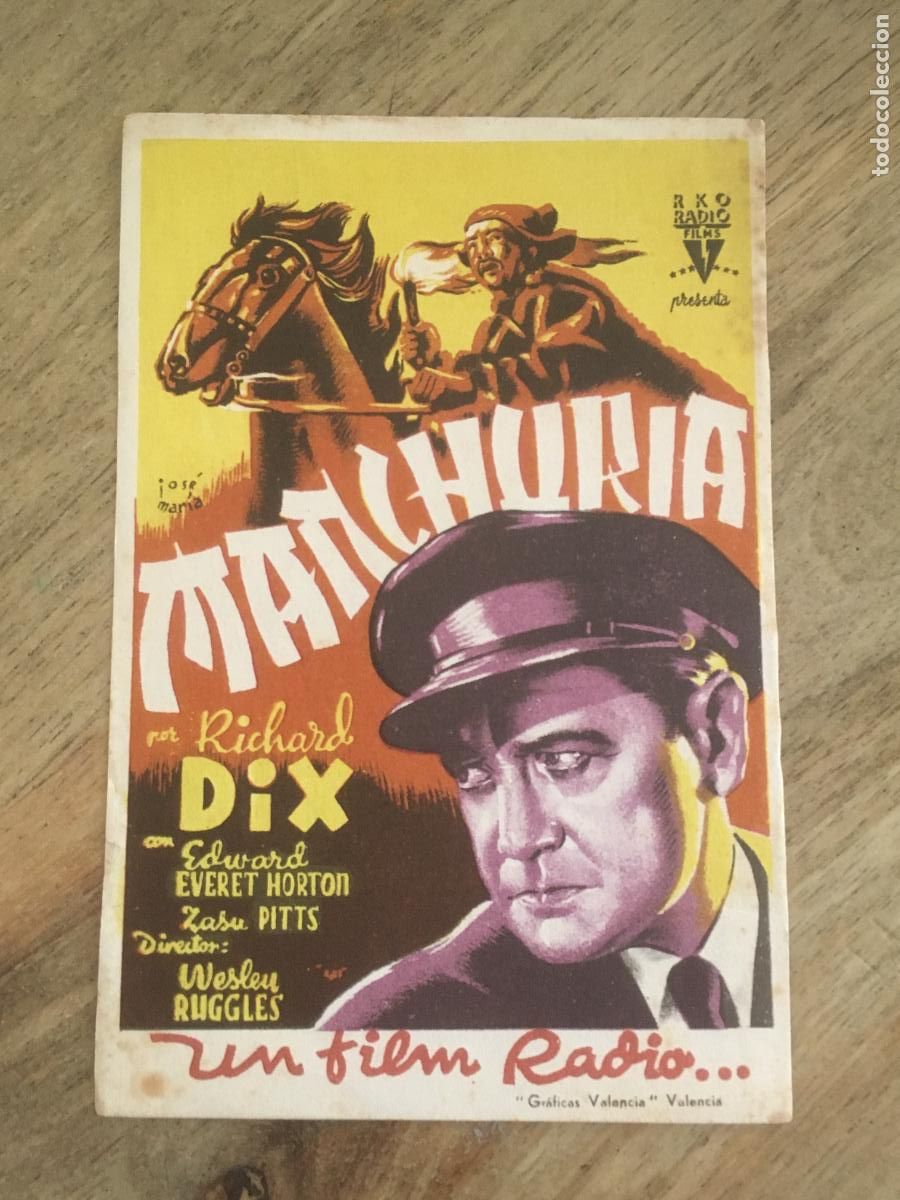 todocoleccion
RKO
RADIO
FILMS
presenta
MANCHURIA
José
maría
por Richard
DiX
con Edward
EVERET HORTON
Zasu PITTS
Director:
Wesley
RUGGLES
un film Radio...
"Gráficas Valencia" Valencia